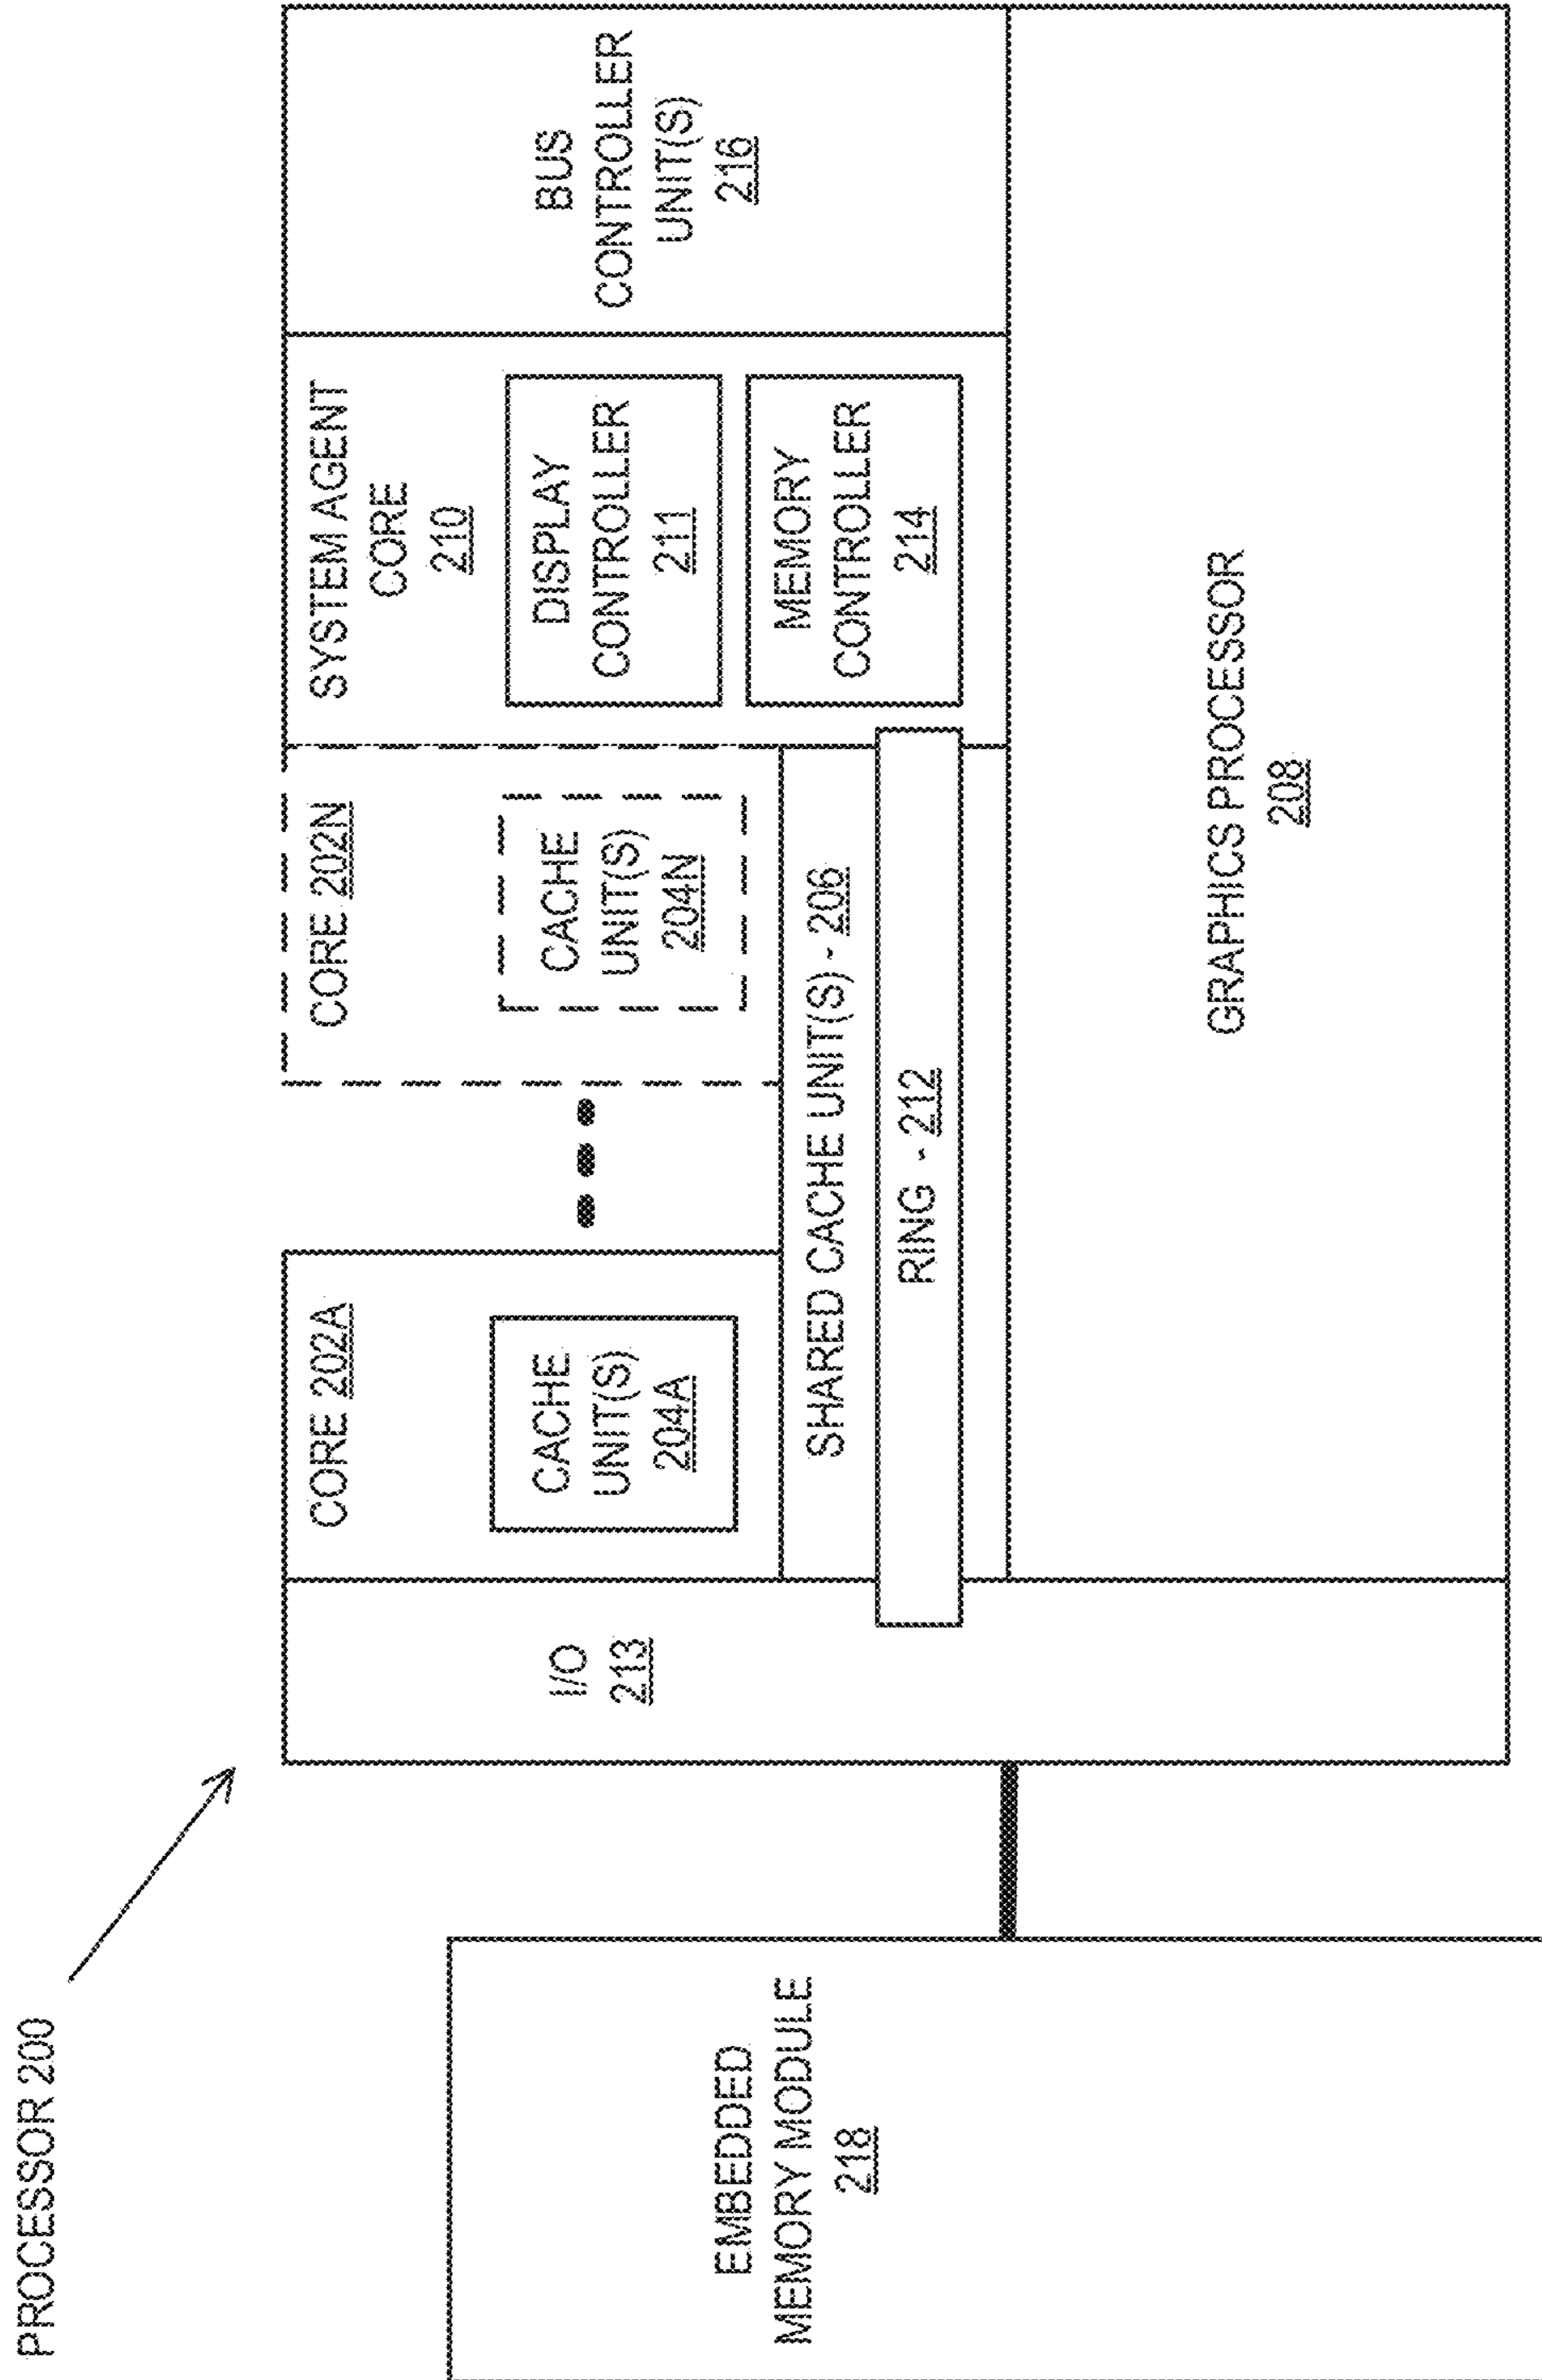 PROCESSOR 200
EMBEDDED
MEMORY MODULE
218
I/O
213
CORE 202A
CACHE
UNIT(S)
204A
CORE 202N
CACHE
UNIT(S)
204N
SHARED CACHE UNIT(S) - 206
RING - 212
SYSTEM AGENT
CORE
210
DISPLAY
CONTROLLER
211
MEMORY
CONTROLLER
214
BUS
CONTROLLER
UNIT(S)
216
GRAPHICS PROCESSOR
208